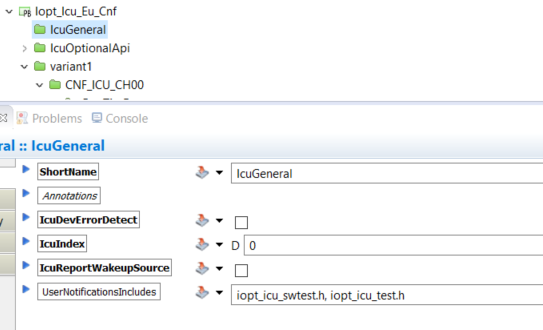 Iopt_Icu_Eu_Cnf
IcuGeneral
IcuOptionalApi
variant1
CNF_ICU_CH00
Problems Console
ral :: IcuGeneral
ShortName IcuGeneral
Annotations
IcuDevErrorDetect
IcuIndex D 0
IcuReportWakeupSource
UserNotificationsIncludes iopt_icu_swtest.h, iopt_icu_test.h